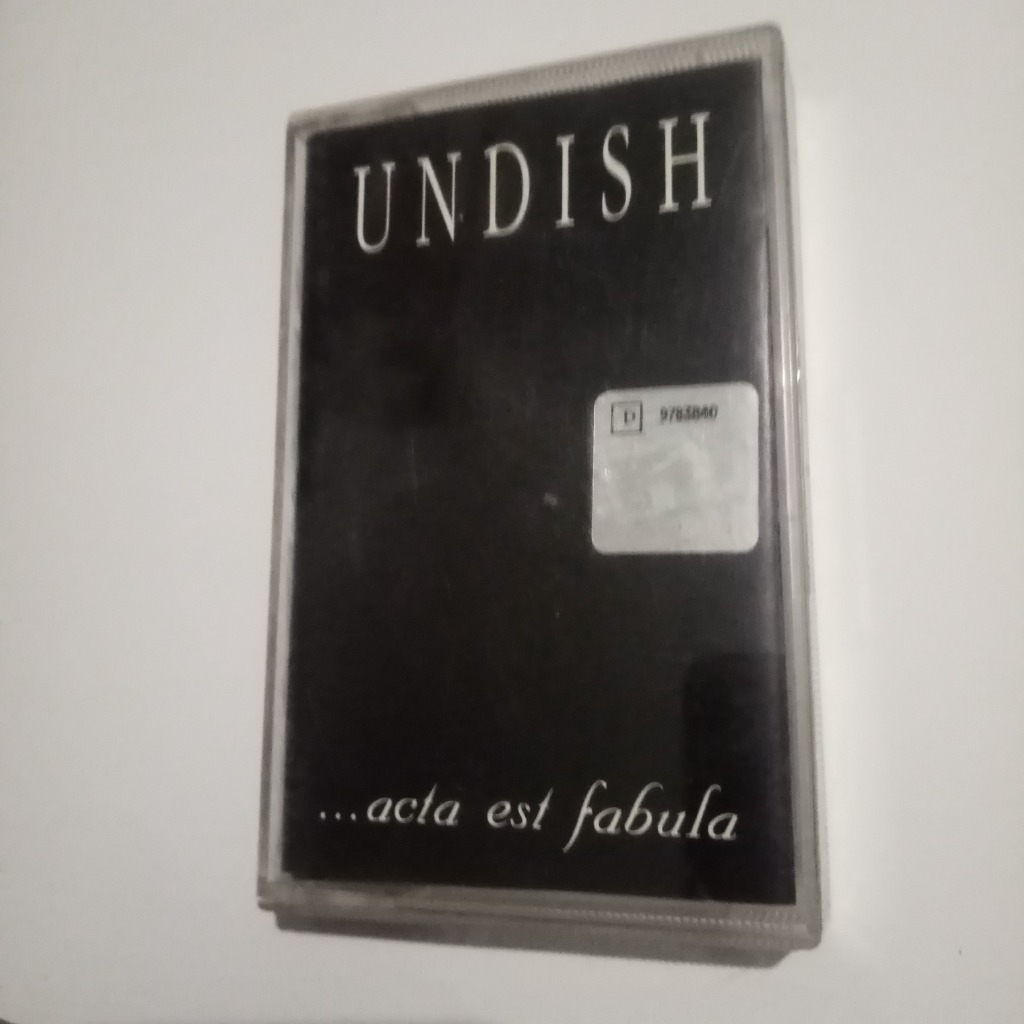 UNDISH
D 9783840
...acta est fabula